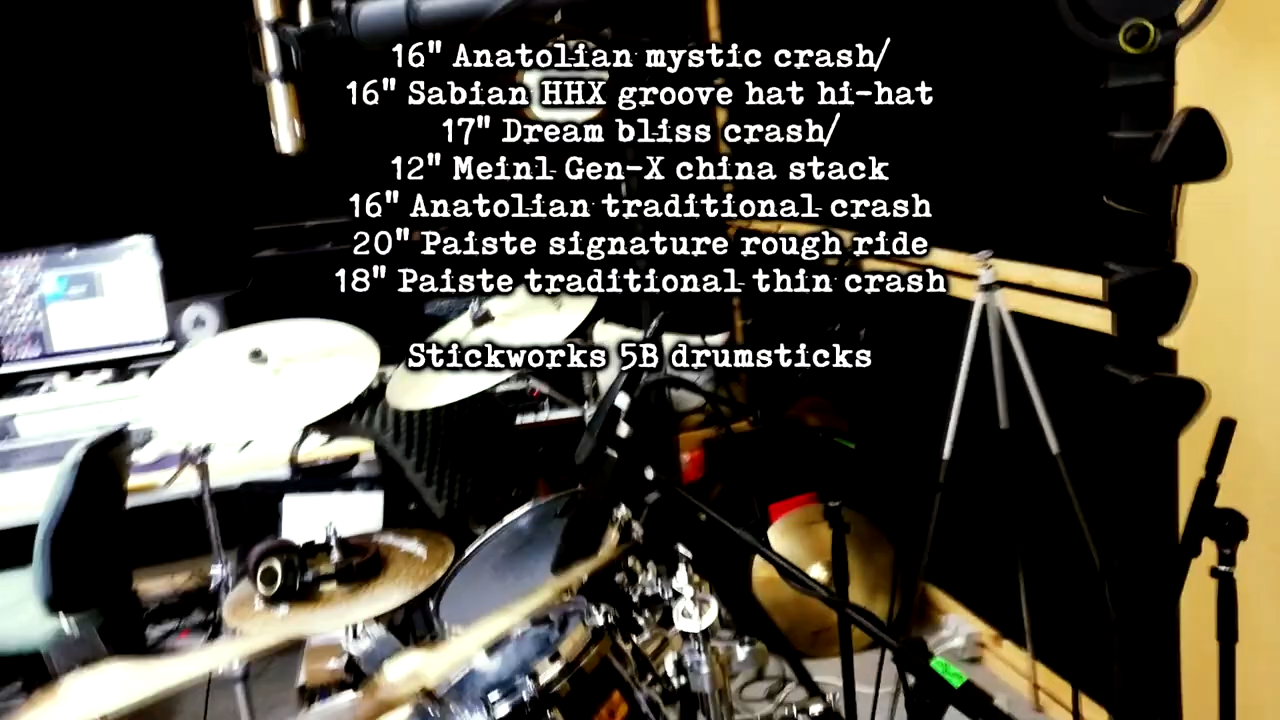 16" Anatolian mystic crash/
16" Sabian HHX groove hat hi-hat
17" Dream bliss crash/
12" Meinl Gen-X china stack
16" Anatolian traditional crash
20" Paiste signature rough ride
18" Paiste traditional thin crash
Stickworks 5B drumsticks